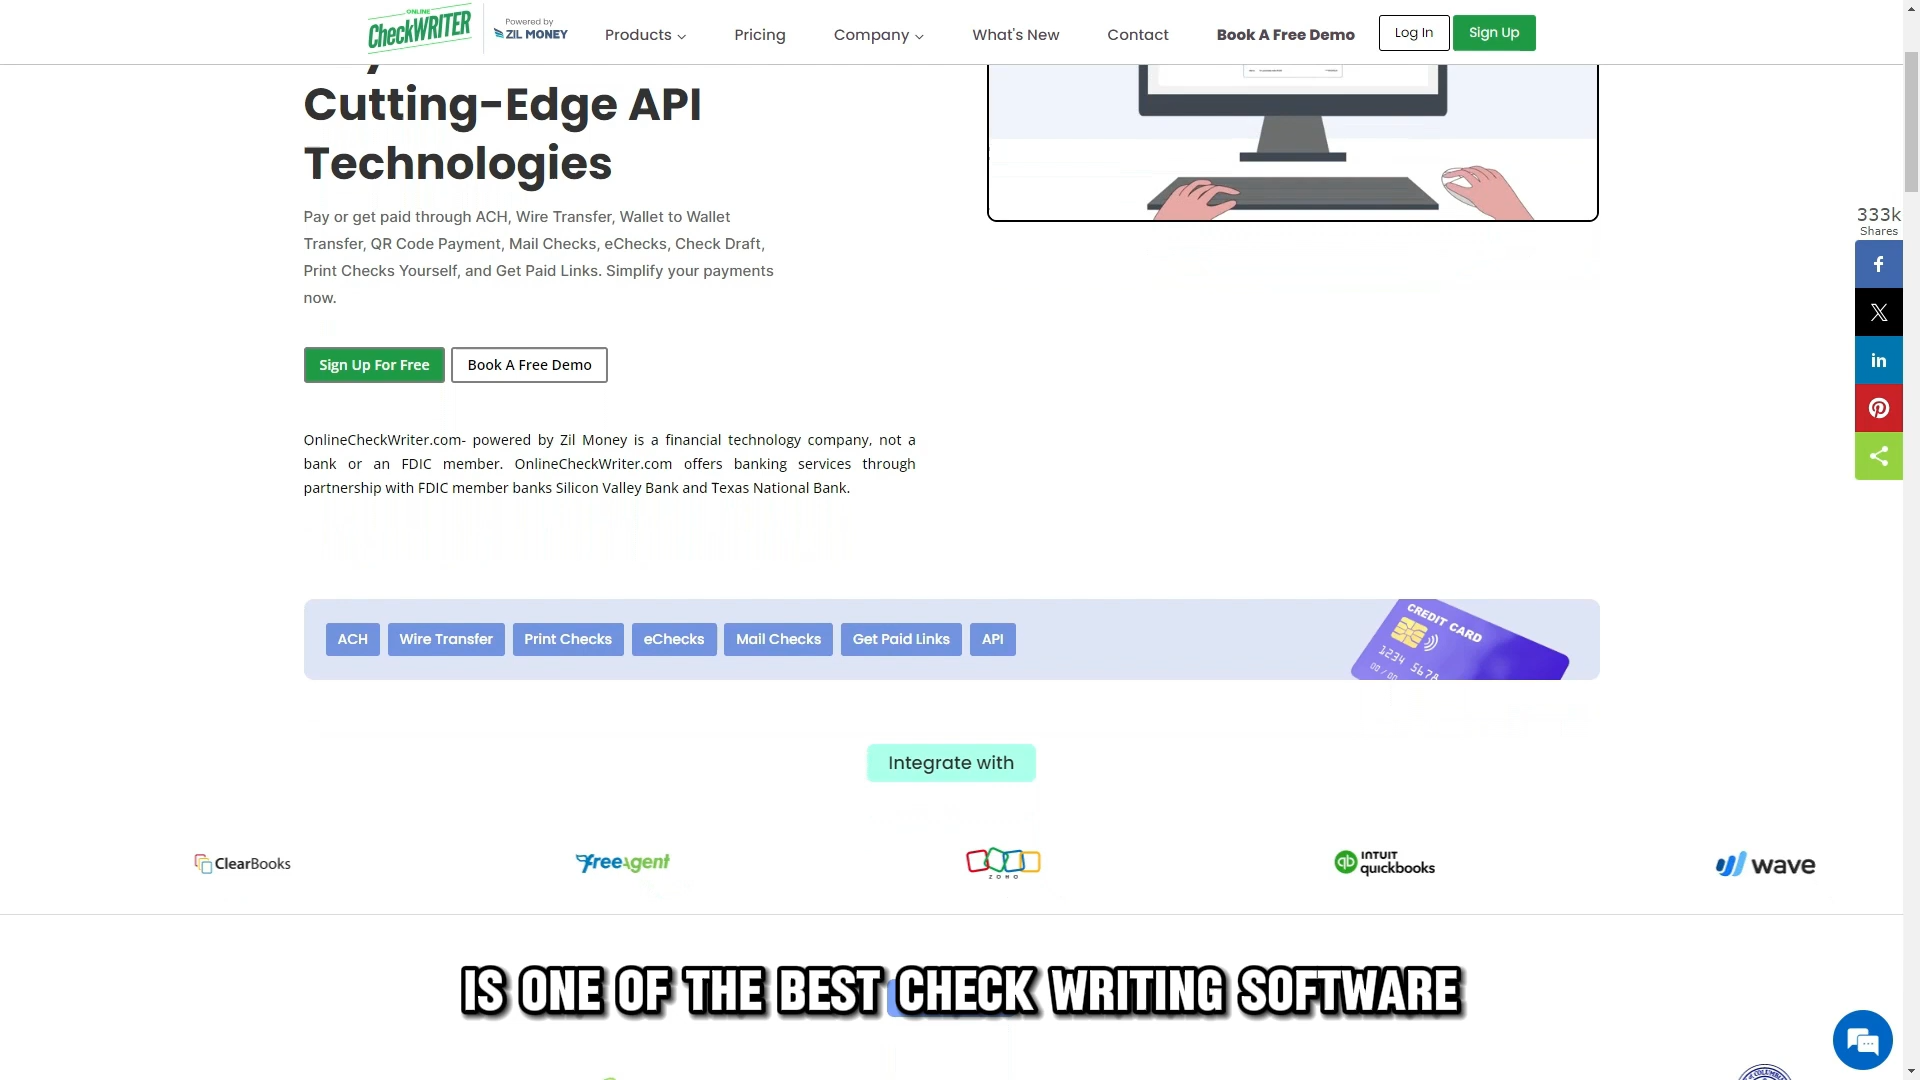 ONLINE
CheckWRITER
Powered by
ZIL MONEY
Products
Pricing
Company
What's New
Contact
Book A Free Demo
Log In
Sign Up
Cutting-Edge API
Technologies
Pay or get paid through ACH, Wire Transfer, Wallet to Wallet
Transfer, QR Code Payment, Mail Checks, eChecks, Check Draft,
Print Checks Yourself, and Get Paid Links. Simplify your payments
now.
333k
Shares
Sign Up For Free
Book A Free Demo
OnlineCheckWriter.com- powered by Zil Money is a financial technology company, not a
bank or an FDIC member. OnlineCheckWriter.com offers banking services through
partnership with FDIC member banks Silicon Valley Bank and Texas National Bank.
ACH
Wire Transfer
Print Checks
eChecks
Mail Checks
Get Paid Links
API
CREDIT CARD
1234 5678
00/00
Integrate with
ClearBooks
freeagent
ZOHO
INTUIT
quickbooks
wave
IS ONE OF THE BEST CHECK WRITING SOFTWARE